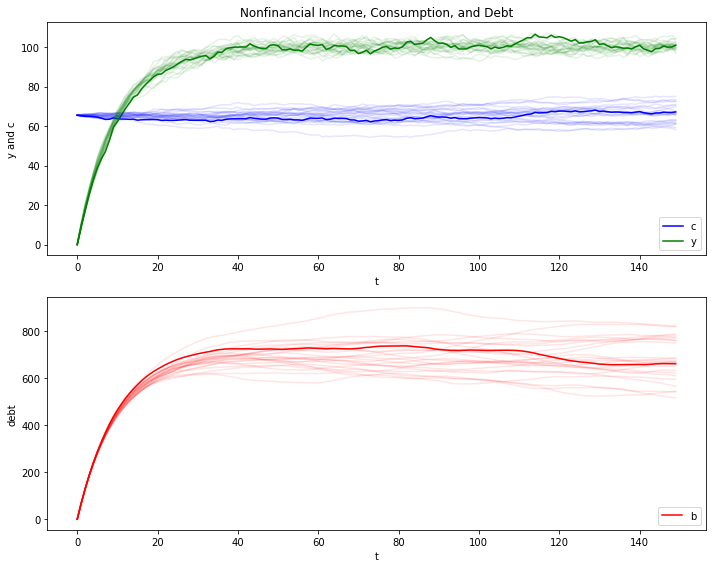 Nonfinancial Income, Consumption, and Debt
y and c
100
80
60
40
20
0
c
y
0 20 40 60 80 100 120 140
t
debt
800
600
400
200
0
b
0 20 40 60 80 100 120 140
t